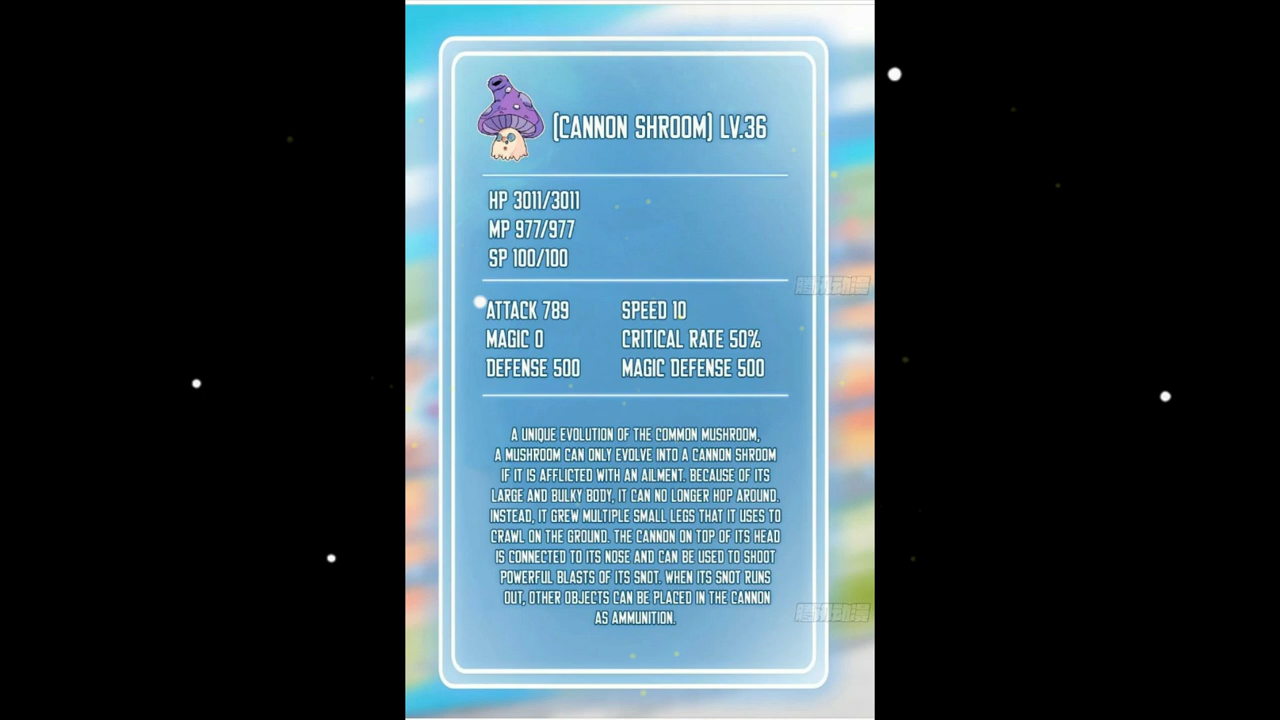 [CANNON SHROOM] LV.36
HP 3011/3011
MP 977/977
SP 100/100
ATTACK 789 SPEED 10
MAGIC 0 CRITICAL RATE 50%
DEFENSE 500 MAGIC DEFENSE 500
A UNIQUE EVOLUTION OF THE COMMON MUSHROOM,
A MUSHROOM CAN ONLY EVOLVE INTO A CANNON SHROOM
IF IT IS AFFLICTED WITH AN AILMENT. BECAUSE OF ITS
LARGE AND BULKY BODY, IT CAN NO LONGER HOP AROUND.
INSTEAD, IT GREW MULTIPLE SMALL LEGS THAT IT USES TO
CRAWL ON THE GROUND. THE CANNON ON TOP OF ITS HEAD
IS CONNECTED TO ITS NOSE AND CAN BE USED TO SHOOT
POWERFUL BLASTS OF ITS SNOT. WHEN ITS SNOT RUNS
OUT, OTHER OBJECTS CAN BE PLACED IN THE CANNON
AS AMMUNITION.